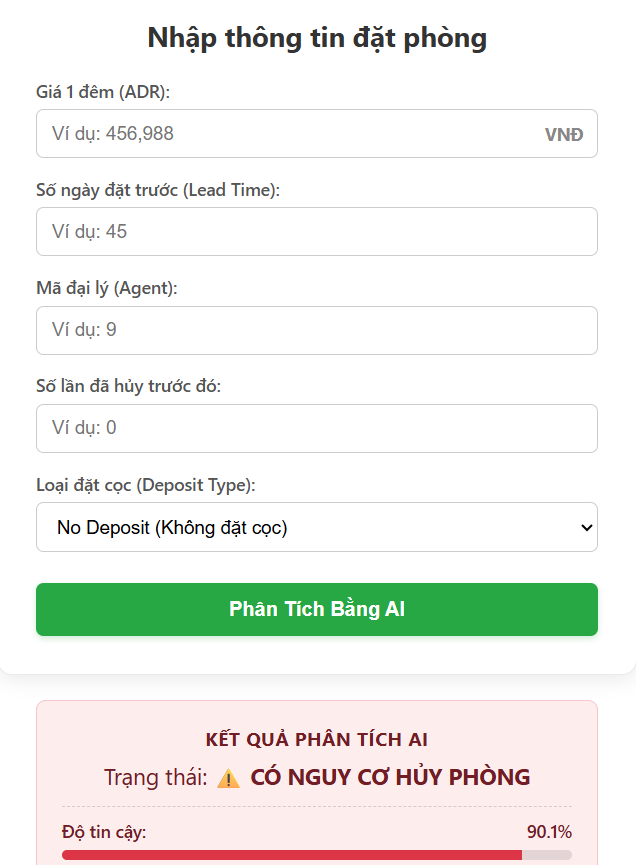 Nhập thông tin đặt phòng
Giá 1 đêm (ADR):
Ví dụ: 456,988 VNĐ
Số ngày đặt trước (Lead Time):
Ví dụ: 45
Mã đại lý (Agent):
Ví dụ: 9
Số lần đã hủy trước đó:
Ví dụ: 0
Loại đặt cọc (Deposit Type):
No Deposit (Không đặt cọc)
Phân Tích Bằng AI
KẾT QUẢ PHÂN TÍCH AI
Trạng thái: ⚠️ CÓ NGUY CƠ HỦY PHÒNG
Độ tin cậy: 90.1%